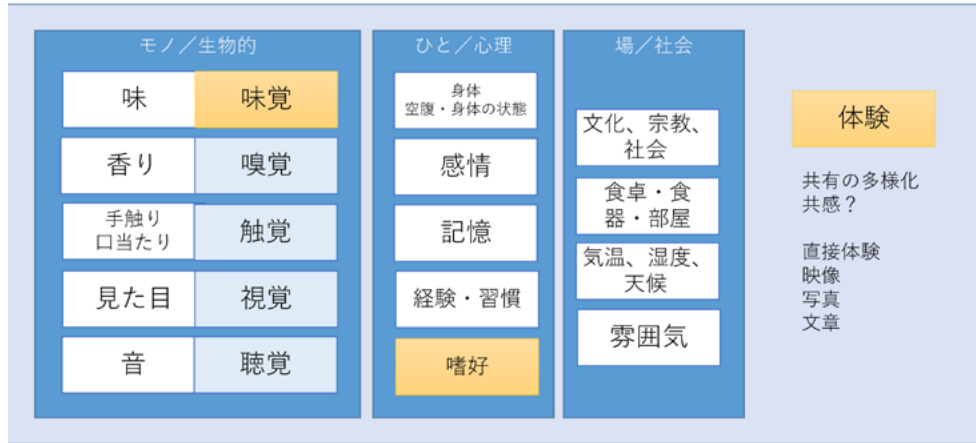 モノ／生物的
味
味覚
香り
嗅覚
手触り
口当たり
触覚
見た目
視覚
音
聴覚
ひと／心理
身体
空腹・身体の状態
感情
記憶
経験・習慣
嗜好
場／社会
文化、宗教、
社会
食卓・食
器・部屋
気温、湿度、
天候
雰囲気
体験
共有の多様化
共感？
直接体験
映像
写真
文章